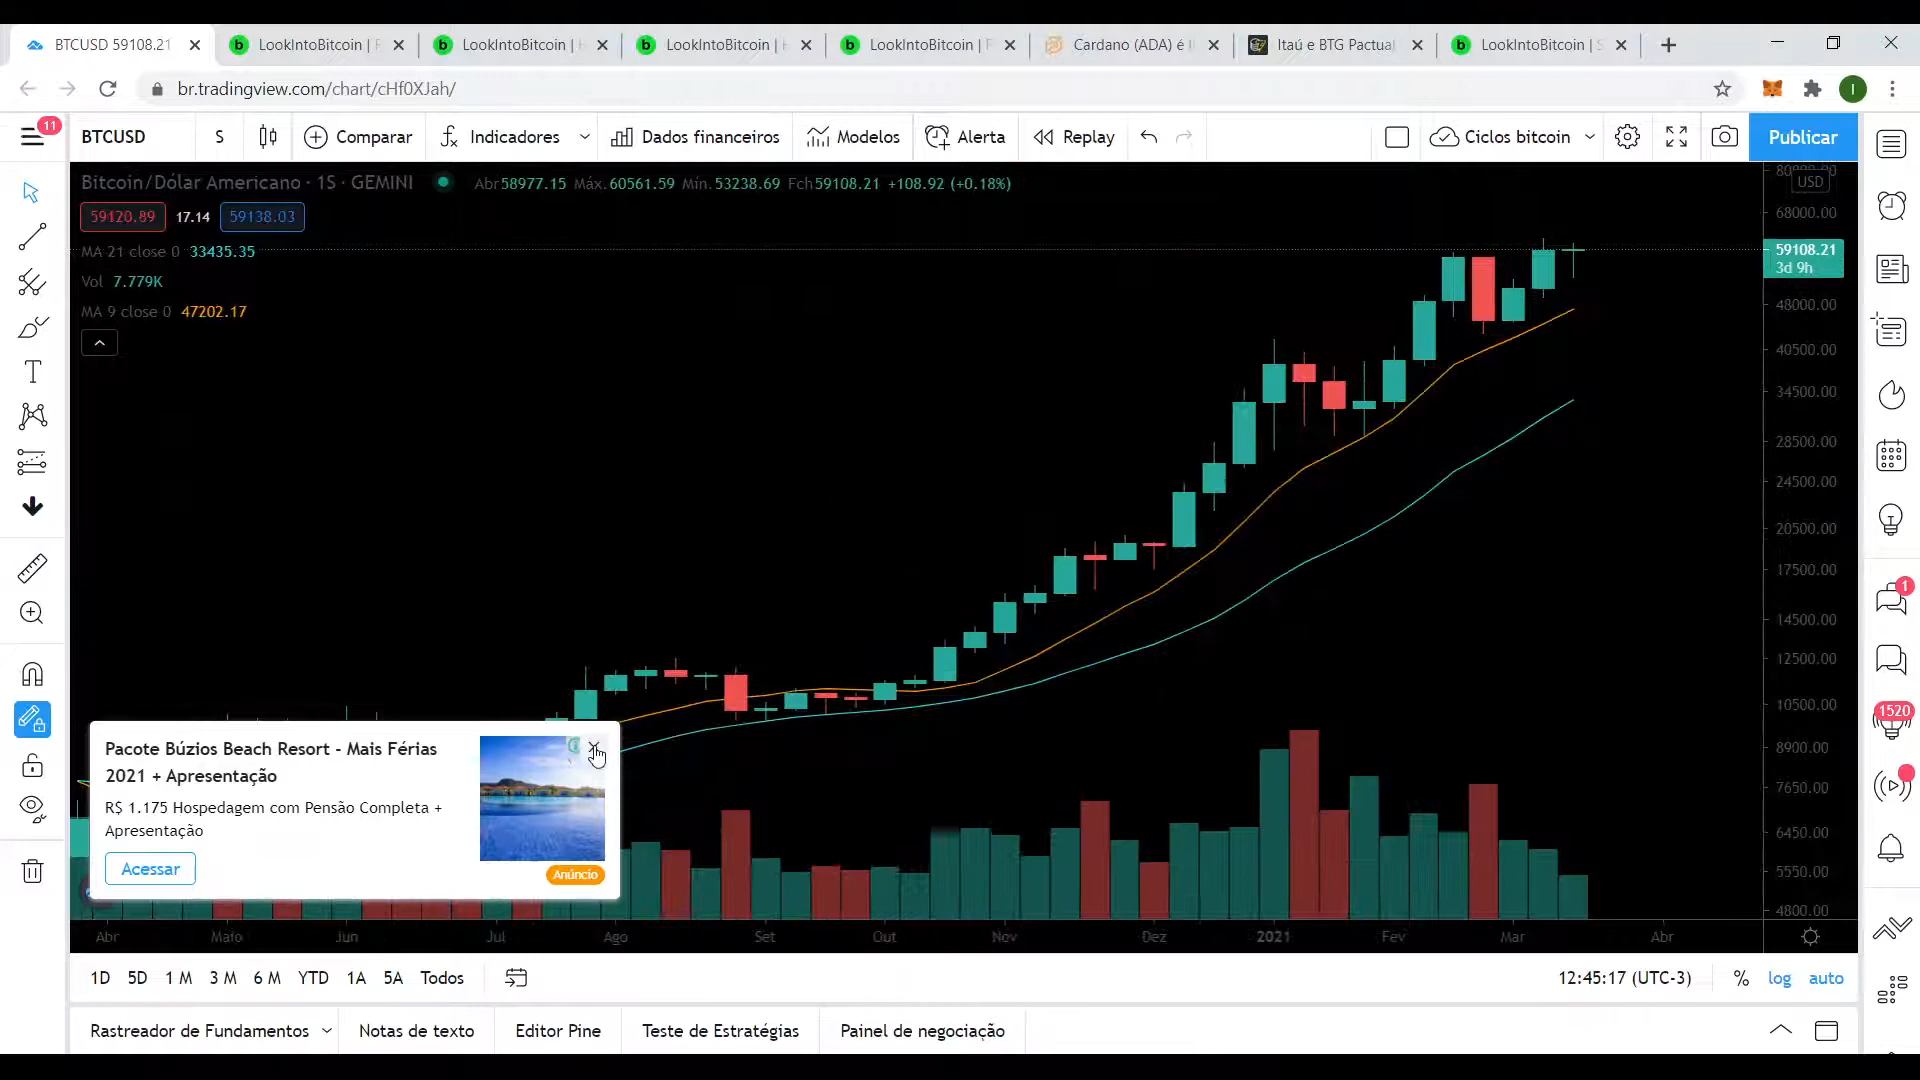 BTCUSD 59108.21
LookIntoBitcoin |
LookIntoBitcoin |
LookIntoBitcoin |
LookIntoBitcoin |
Cardano (ADA) é
Itaú e BTG Pactual
LookIntoBitcoin | S
br.tradingview.com/chart/cHf0XJah/
I
11
BTCUSD
S
Comparar
Indicadores
Dados financeiros
Modelos
Alerta
Replay
Ciclos bitcoin
Publicar
Bitcoin/Dólar Americano · 1S · GEMINI
Abr58977.15 Máx.60561.59 Mín.53238.69 Fch59108.21 +108.92 (+0.18%)
59120.89 17.14 59138.03
MA 21 close 0 33435.35
Vol 7.779K
MA 9 close 0 47202.17
USD
68000.00
59108.21
3d 9h
48000.00
40500.00
34500.00
28500.00
24500.00
20500.00
17500.00
14500.00
12500.00
10500.00
8900.00
7650.00
6450.00
5550.00
4800.00
1
1520
Pacote Búzios Beach Resort - Mais Férias
2021 + Apresentação
R$ 1.175 Hospedagem com Pensão Completa +
Apresentação
Acessar
Anúncio
Abr Maio Jun Jul Ago Set Out Nov Dez 2021 Fev Mar Abr
1D 5D 1 M 3 M 6 M YTD 1A 5A Todos
12:45:17 (UTC-3) % log auto
Rastreador de Fundamentos Notas de texto Editor Pine Teste de Estratégias Painel de negociação